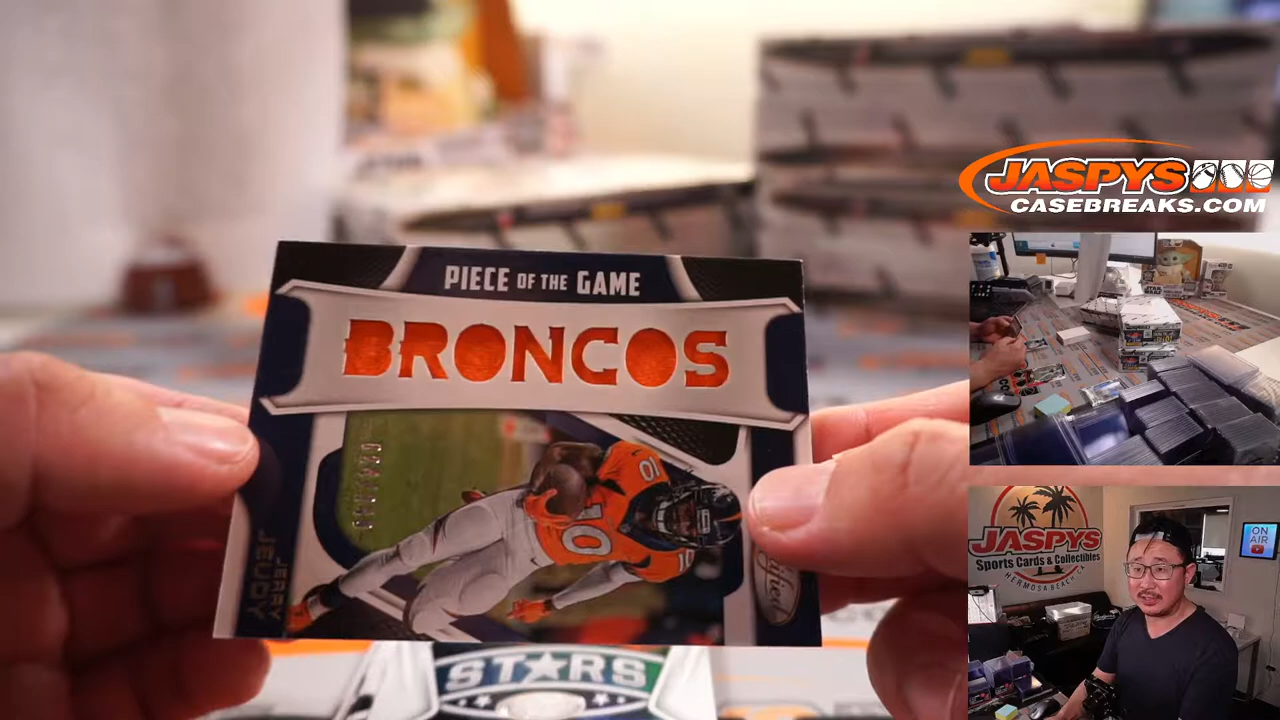 PIECE OF THE GAME
BRONCOS
JERRY
JEUDY
10
STARS
JASPYS
CASEBREAKS.COM
JASPYS
Sports Cards & Collectibles
HERMOSA BEACH, CA
ON
AIR